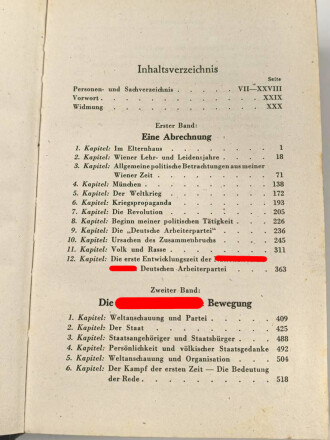 Inhaltsverzeichnis
Seite
Personen- und Sachverzeichnis . . . . . . VII—XXVIII
Vorwort . . . . . . . . . . . XXIX
Widmung . . . . . . . . . . . XXX
Erster Band:
Eine Abrechnung
1. Kapitel: Im Elternhaus . . . . . . . . 1
2. Kapitel: Wiener Lehr- und Leidensjahre . . . . 18
3. Kapitel: Allgemeine politische Betrachtungen aus meiner
Wiener Zeit . . . . . . . . 71
4. Kapitel: München . . . . . . . . . 138
5. Kapitel: Der Weltkrieg . . . . . . . . 172
6. Kapitel: Kriegspropaganda . . . . . . . 193
7. Kapitel: Die Revolution . . . . . . . . 205
8. Kapitel: Beginn meiner politischen Tätigkeit . . . 226
9. Kapitel: Die „Deutsche Arbeiterpartei“ . . . . 236
10. Kapitel: Ursachen des Zusammenbruchs . . . . 245
11. Kapitel: Volk und Rasse . . . . . . . . 311
12. Kapitel: Die erste Entwicklungszeit der
Deutschen Arbeiterpartei . . . . 363
Zweiter Band:
Die Bewegung
1. Kapitel: Weltanschauung und Partei . . . . . 409
2. Kapitel: Der Staat . . . . . . . . . 425
3. Kapitel: Staatsangehöriger und Staatsbürger . . . 488
4. Kapitel: Persönlichkeit und völkischer Staatsgedanke 492
5. Kapitel: Weltanschauung und Organisation . . . . 504
6. Kapitel: Der Kampf der ersten Zeit — Die Bedeutung
der Rede . . . . . . . . . 518